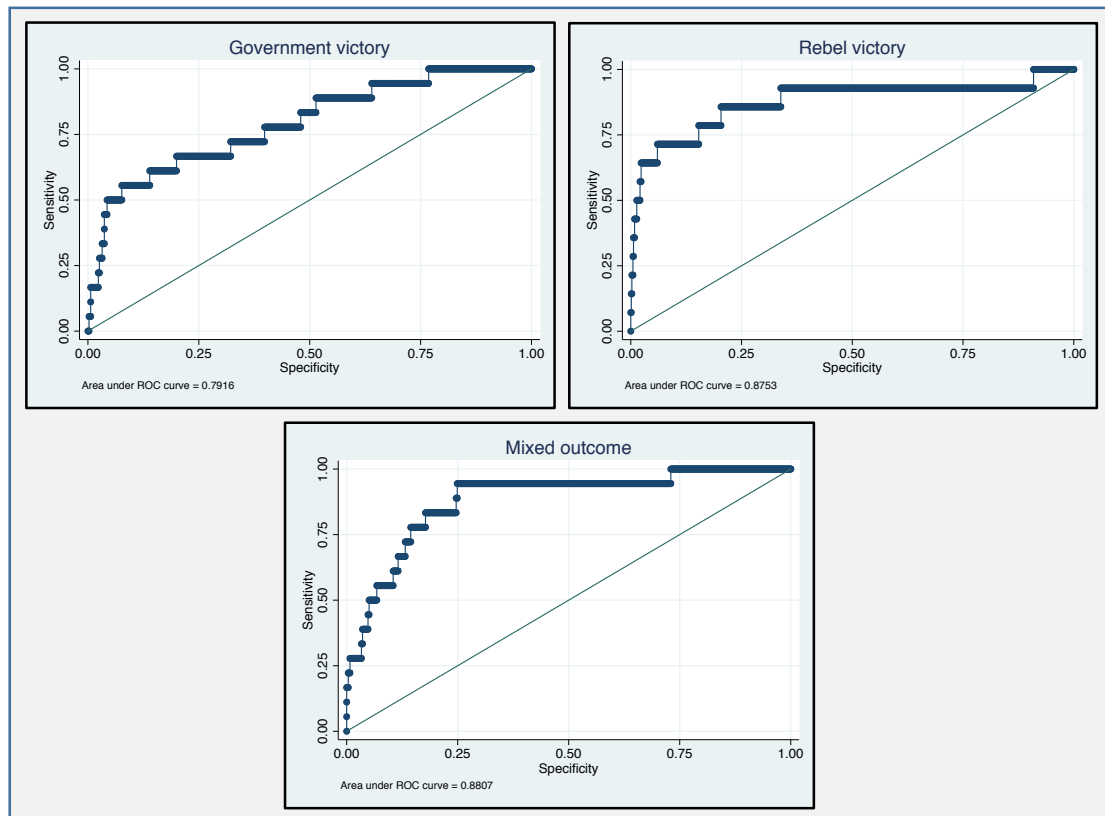 Government victory
Sensitivity
1.00
0.75
0.50
0.25
0.00
0.00 0.25 0.50 0.75 1.00
Specificity
Area under ROC curve = 0.7916
Rebel victory
Sensitivity
1.00
0.75
0.50
0.25
0.00
0.00 0.25 0.50 0.75 1.00
Specificity
Area under ROC curve = 0.8753
Mixed outcome
Sensitivity
1.00
0.75
0.50
0.25
0.00
0.00 0.25 0.50 0.75 1.00
Specificity
Area under ROC curve = 0.8807